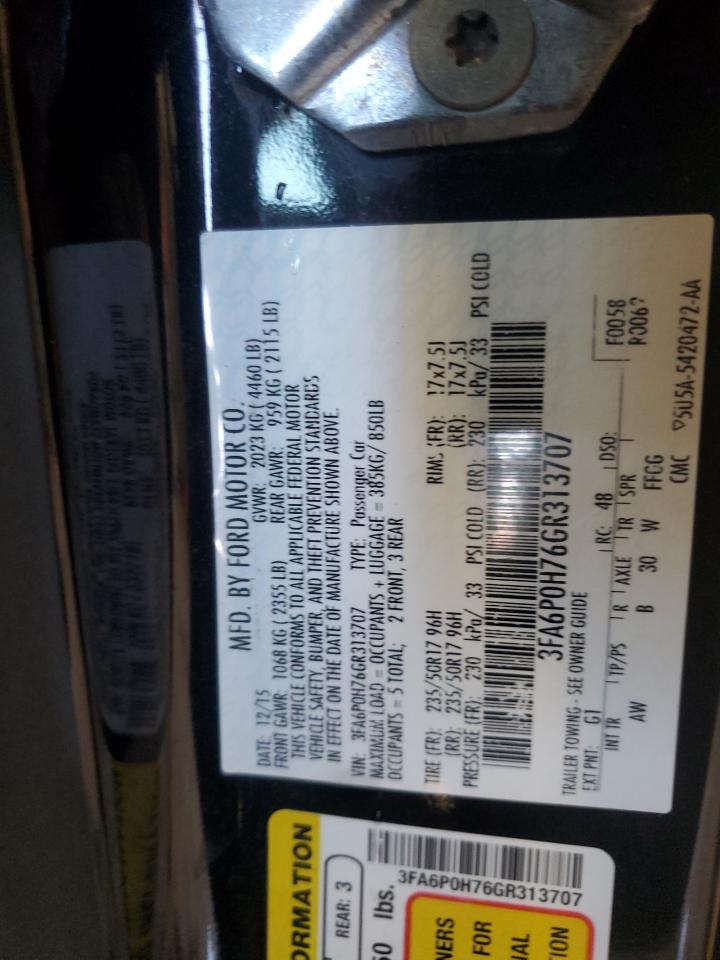 MFD. BY FORD MOTOR CO.
DATE: 12/15 GVWR: 2023 KG ( 4460 LB)
FRONT GAWR: 1068 KG ( 2355 LB) REAR GAWR: 959 KG ( 2115 LB)
THIS VEHICLE CONFORMS TO ALL APPLICABLE FEDERAL MOTOR
VEHICLE SAFETY, BUMPER, AND THEFT PREVENTION STANDARDS
IN EFFECT ON THE DATE OF MANUFACTURE SHOWN ABOVE.
VIN: 3FA6P0H76GR313707 TYPE: Passenger Car
MAXIMUM LOAD = OCCUPANTS + LUGGAGE = 385KG/ 850LB
OCCUPANTS = 5 TOTAL: 2 FRONT, 3 REAR
TIRE (FR): 235/50R17 96H RIMS (FR): 17x7.5J
(RR): 235/50R17 96H (RR): 17x7.5J
PRESSURE (FR): 230 kPa/ 33 PSI COLD (RR): 230 kPa/ 33 PSI COLD
3FA6P0H76GR313707
TRAILER TOWING - SEE OWNER GUIDE
EXT PNT: G1 RC: 48 DSO: F0058
INT TR TP/PS R AXLE TR SPR R0067
AW B 30 W FFCG
CMC ▽5U5A-5420472-AA
ORMATION
REAR: 3
lbs.
3FA6P0H76GR313707
NERS
FOR
ION